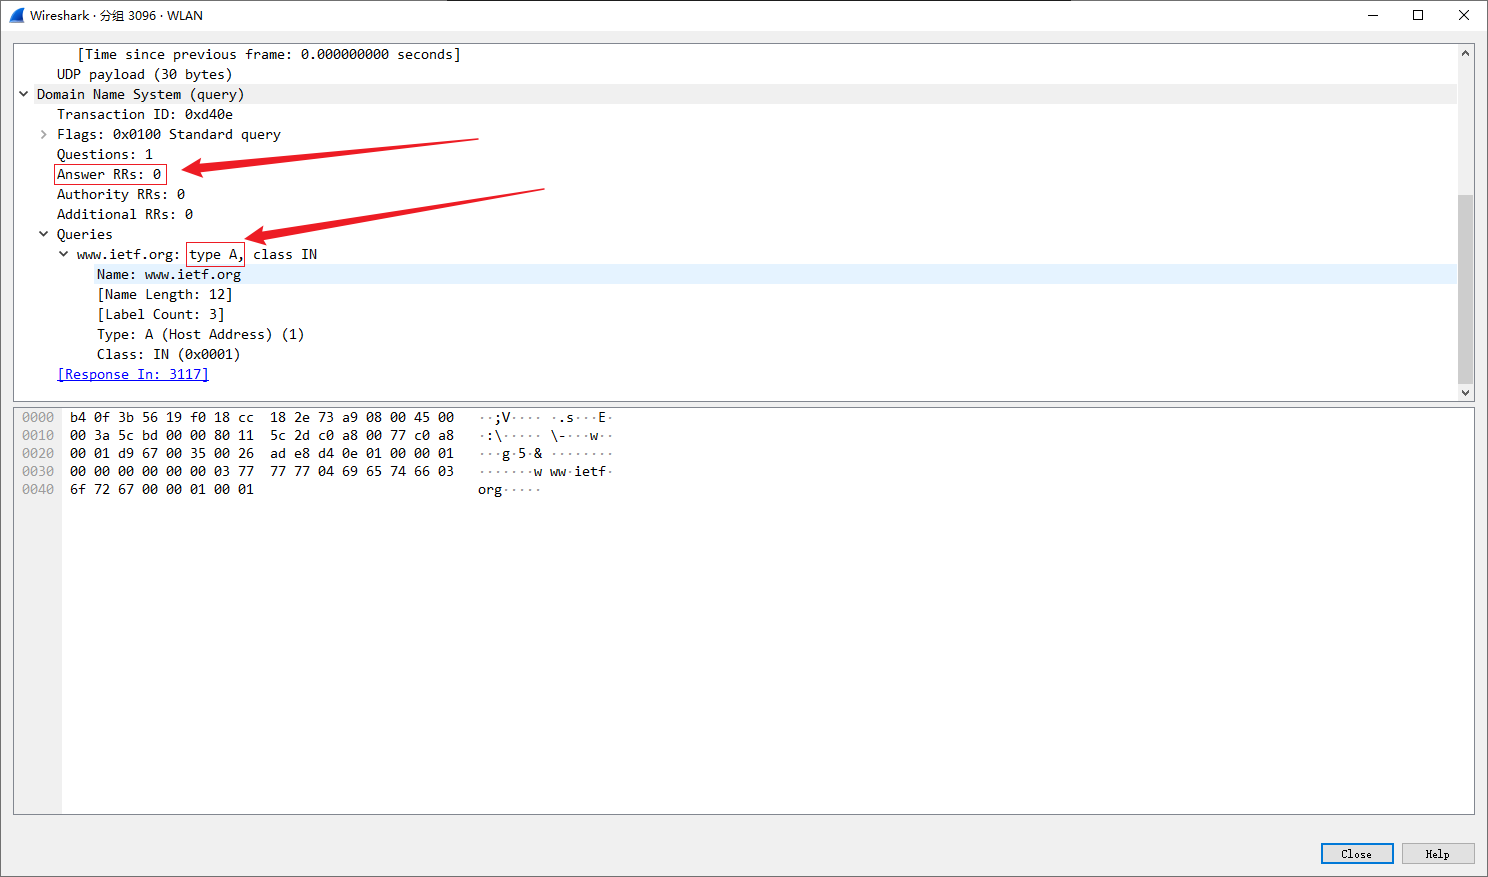 Wireshark · 分组 3096 · WLAN
[Time since previous frame: 0.000000000 seconds]
UDP payload (30 bytes)
Domain Name System (query)
Transaction ID: 0xd40e
Flags: 0x0100 Standard query
Questions: 1
Answer RRs: 0
Authority RRs: 0
Additional RRs: 0
Queries
www.ietf.org: type A, class IN
Name: www.ietf.org
[Name Length: 12]
[Label Count: 3]
Type: A (Host Address) (1)
Class: IN (0x0001)
[Response In: 3117]
0000 b4 0f 3b 56 19 f0 18 cc 18 2e 73 a9 08 00 45 00 ··;V···· ·.s···E·
0010 00 3a 5c bd 00 00 80 11 5c 2d c0 a8 00 77 c0 a8 ·:\····· \-···w··
0020 00 01 d9 67 00 35 00 26 ad e8 d4 0e 01 00 00 01 ···g·5·& ········
0030 00 00 00 00 00 00 03 77 77 77 04 69 65 74 66 03 ·······w ww·ietf·
0040 6f 72 67 00 00 01 00 01 org·····
Close Help